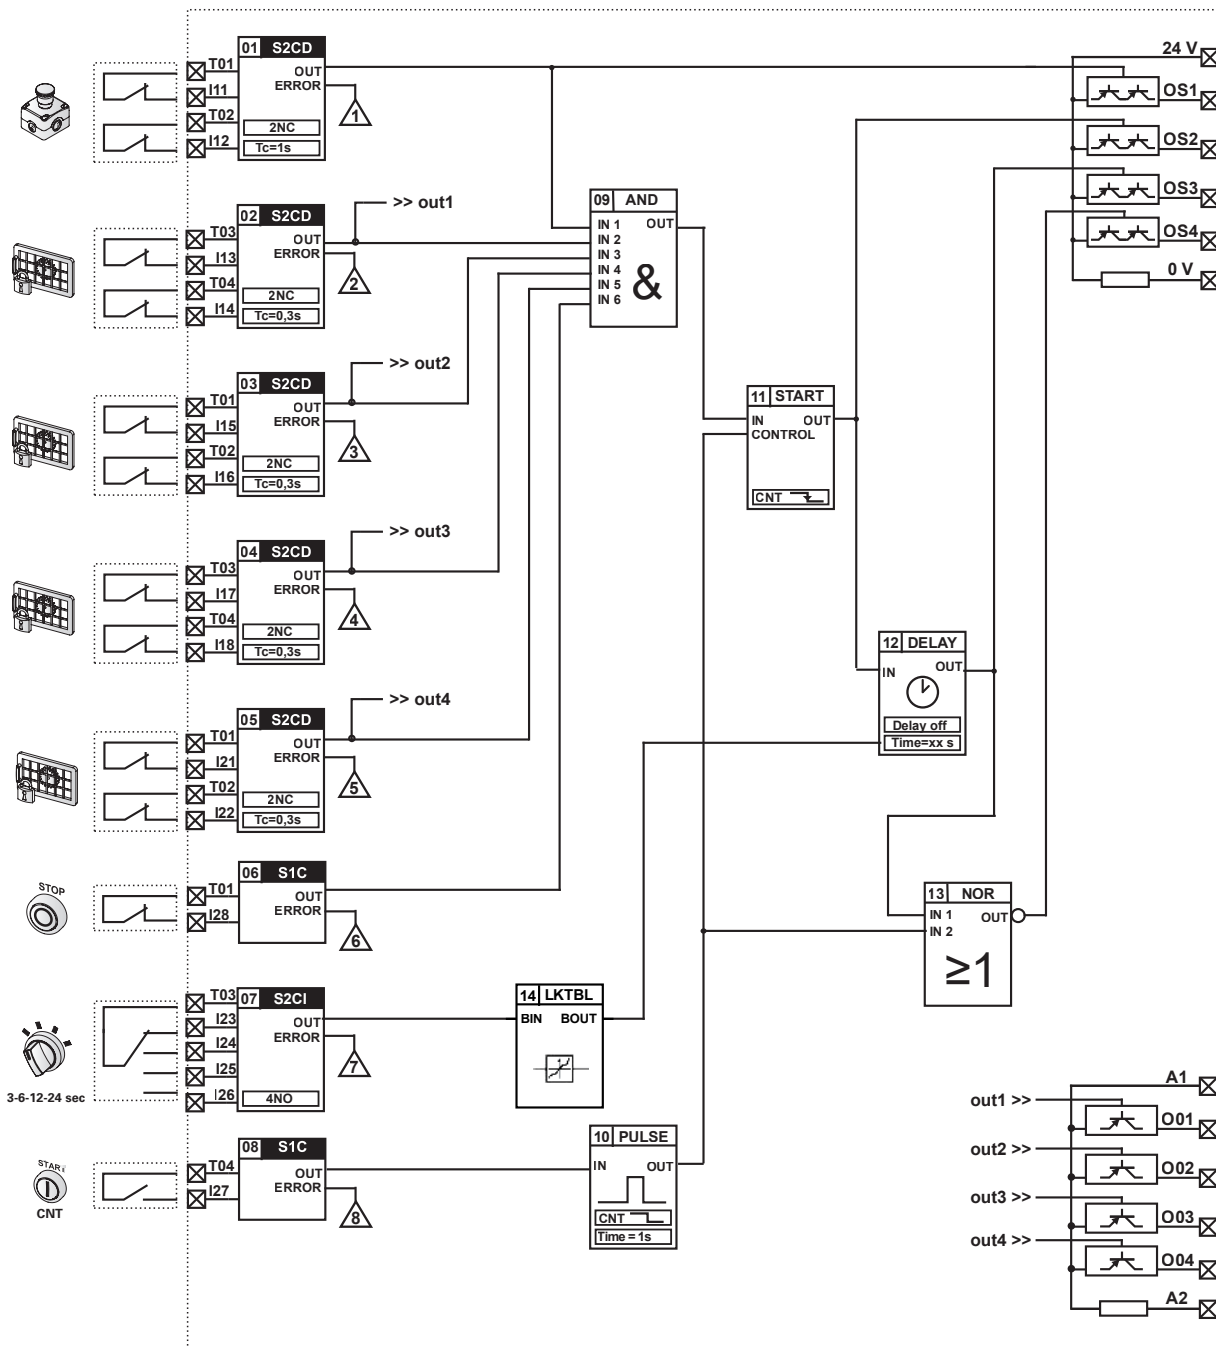 01 S2CD
T01
OUT
I11
ERROR
1
T02
2NC
I12
Tc=1s
02 S2CD
>> out1
T03
OUT
I13
ERROR
2
T04
2NC
I14
Tc=0,3s
03 S2CD
>> out2
T01
OUT
I15
ERROR
3
T02
2NC
I16
Tc=0,3s
04 S2CD
>> out3
T03
OUT
I17
ERROR
4
T04
2NC
I18
Tc=0,3s
05 S2CD
>> out4
T01
OUT
I21
ERROR
5
T02
2NC
I22
Tc=0,3s
06 S1C
STOP
T01
OUT
I28
ERROR
6
07 S2CI
T03
I23
OUT
I24
ERROR
7
I25
I26
4NO
3-6-12-24 sec
08 S1C
START
T04
OUT
I27
ERROR
8
CNT
09 AND
IN 1 OUT
IN 2
IN 3
IN 4
IN 5
IN 6
&
11 START
IN OUT
CONTROL
CNT
12 DELAY
IN OUT
Delay off
Time=xx s
13 NOR
IN 1 OUT
IN 2
≥1
14 LKTBL
BIN BOUT
10 PULSE
IN OUT
CNT
Time = 1s
24 V
OS1
OS2
OS3
OS4
0 V
A1
out1 >>
O01
out2 >>
O02
out3 >>
O03
out4 >>
O04
A2